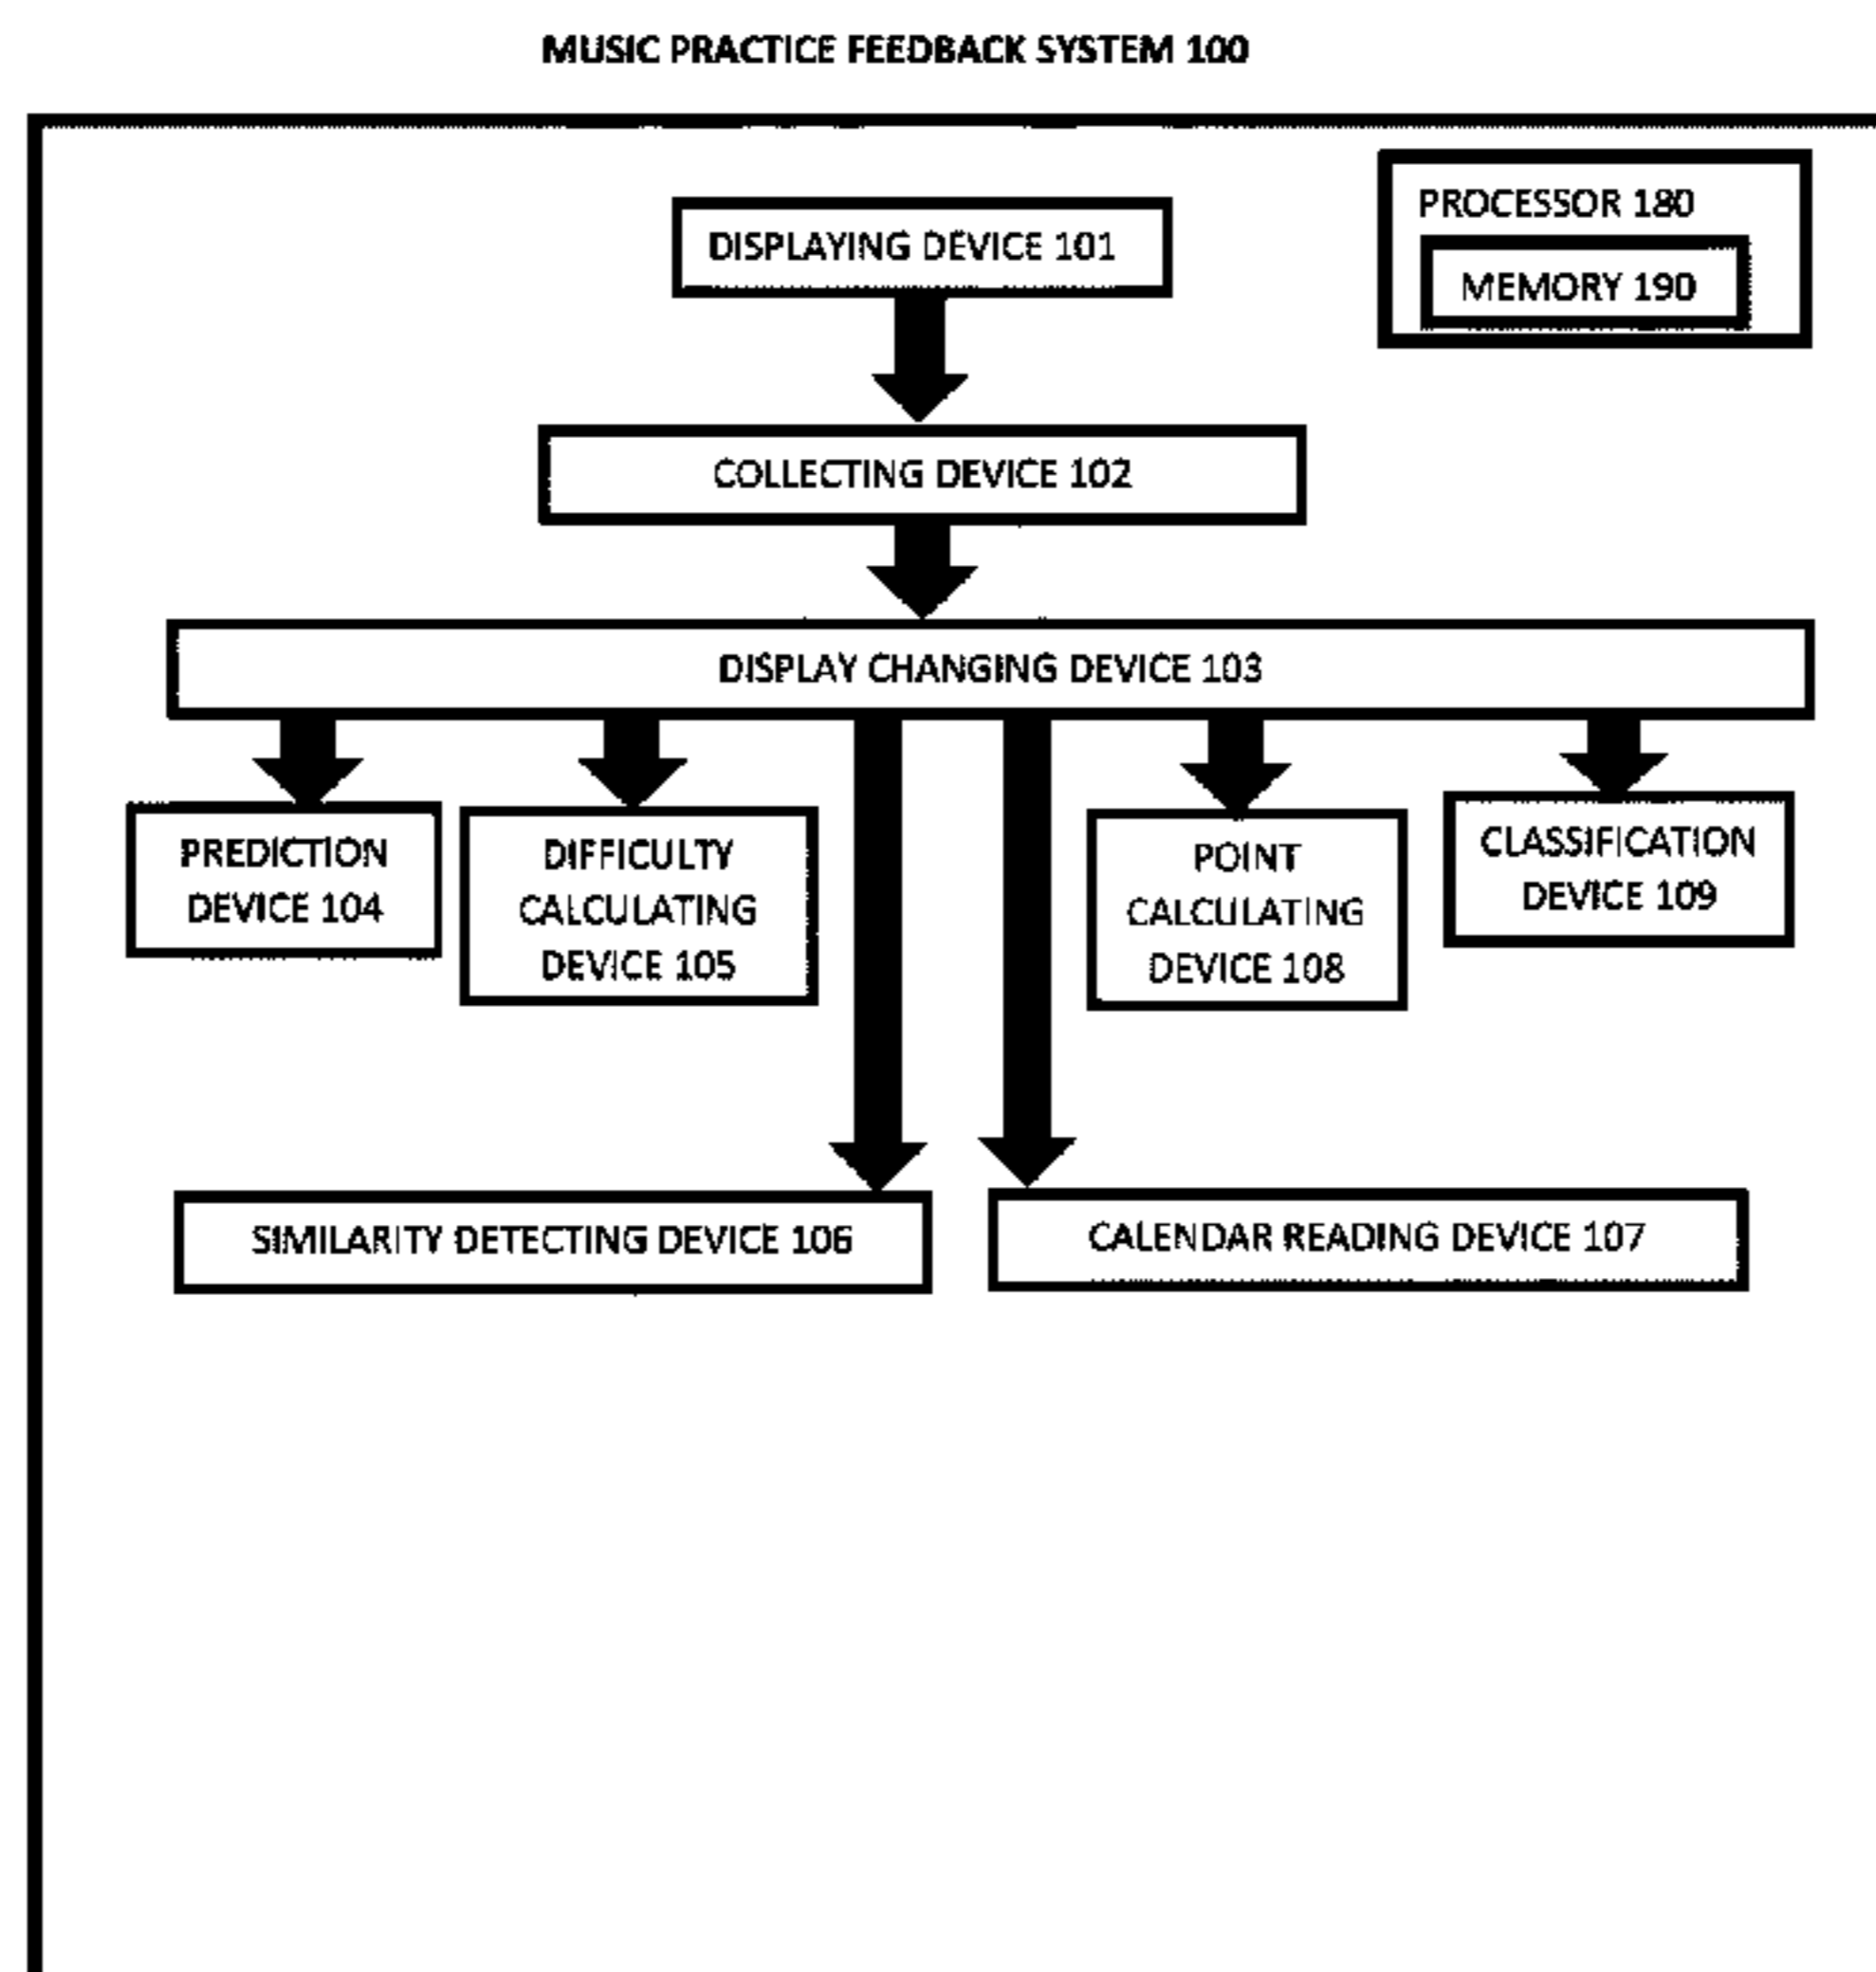 MUSIC PRACTICE FEEDBACK SYSTEM 100
PROCESSOR 180
MEMORY 190
DISPLAYING DEVICE 101
COLLECTING DEVICE 102
DISPLAY CHANGING DEVICE 103
PREDICTION
DEVICE 104
DIFFICULTY
CALCULATING
DEVICE 105
POINT
CALCULATING
DEVICE 108
CLASSIFICATION
DEVICE 109
SIMILARITY DETECTING DEVICE 106
CALENDAR READING DEVICE 107